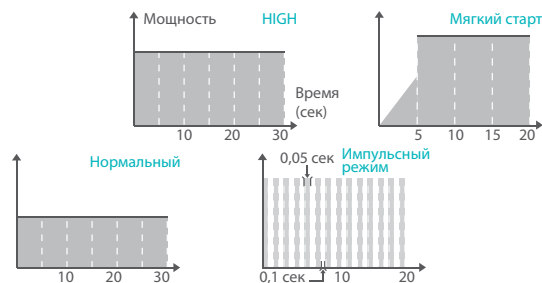 Мощность HIGH
Время
(сек)
10 20 30
Мягкий старт
5 10 15 20
Нормальный
10 20 30
0,05 сек Импульсный
режим
0,1 сек 10 20